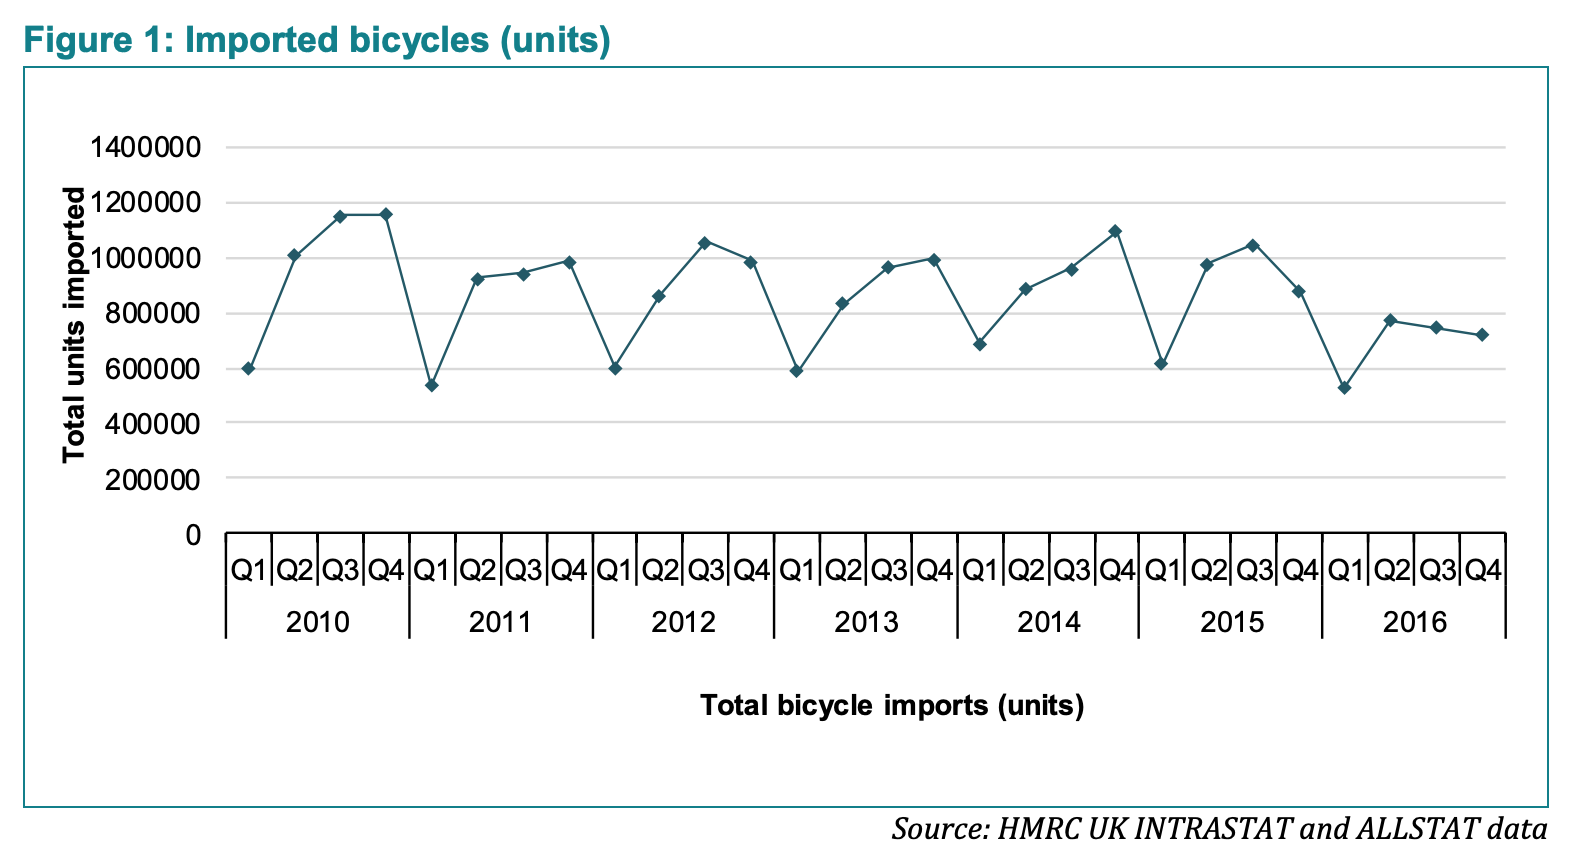 Figure 1: Imported bicycles (units)
1400000
1200000
1000000
800000
600000
400000
200000
0
Total units imported
Q1 Q2 Q3 Q4 Q1 Q2 Q3 Q4 Q1 Q2 Q3 Q4 Q1 Q2 Q3 Q4 Q1 Q2 Q3 Q4 Q1 Q2 Q3 Q4 Q1 Q2 Q3 Q4
2010 2011 2012 2013 2014 2015 2016
Total bicycle imports (units)
Source: HMRC UK INTRASTAT and ALLSTAT data